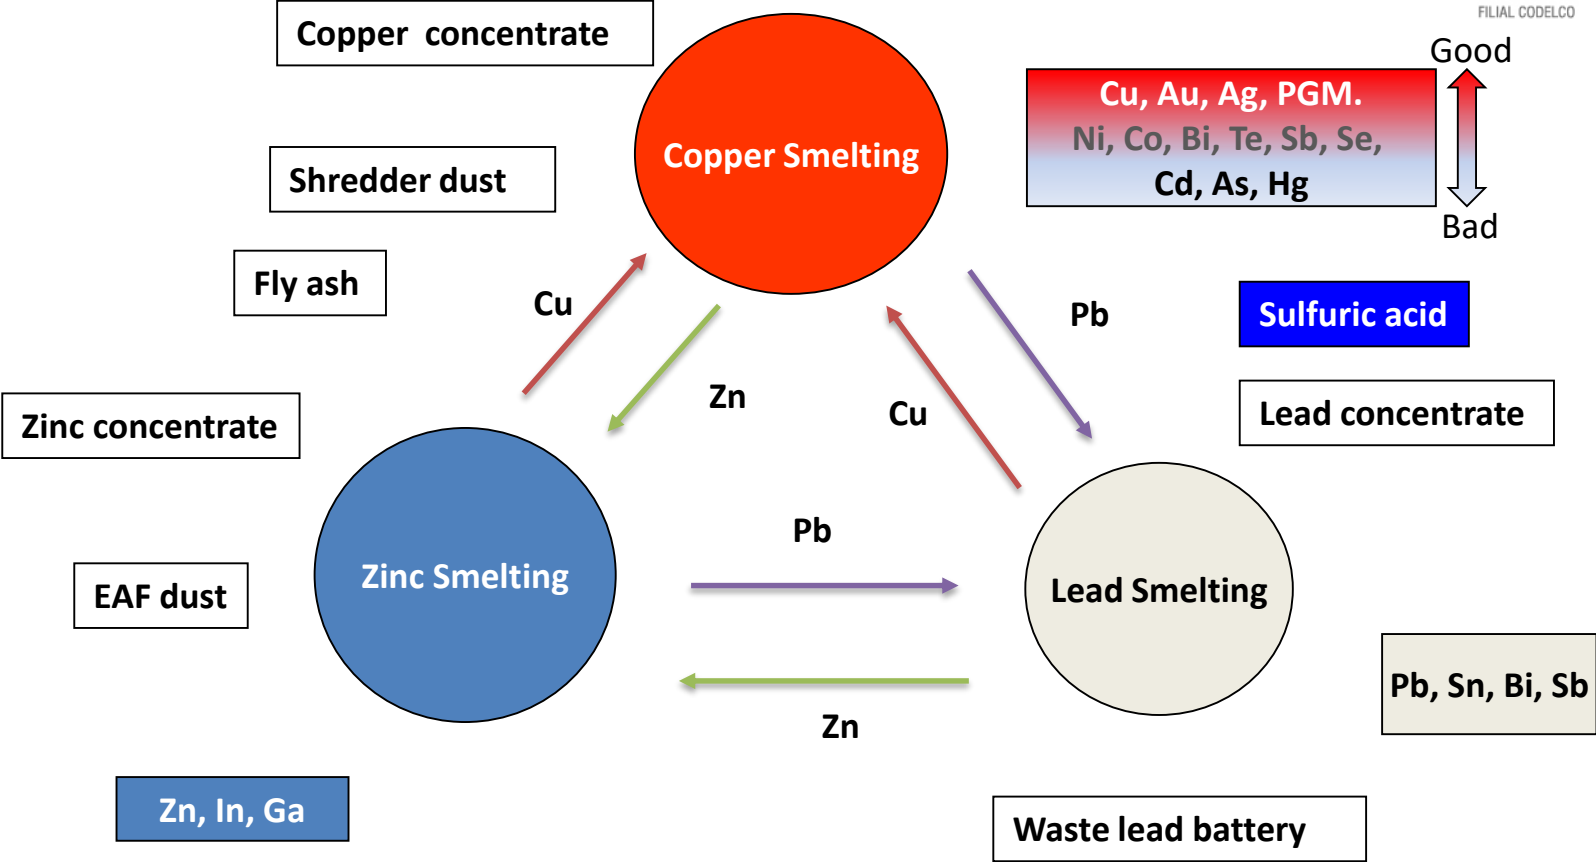 FILIAL CODELCO
Copper concentrate
Good
Cu, Au, Ag, PGM.
Ni, Co, Bi, Te, Sb, Se,
Cd, As, Hg
Bad
Copper Smelting
Shredder dust
Fly ash
Cu
Zn
Pb
Cu
Sulfuric acid
Zinc concentrate
Lead concentrate
Pb
Zinc Smelting
Lead Smelting
EAF dust
Pb, Sn, Bi, Sb
Zn
Zn, In, Ga
Waste lead battery